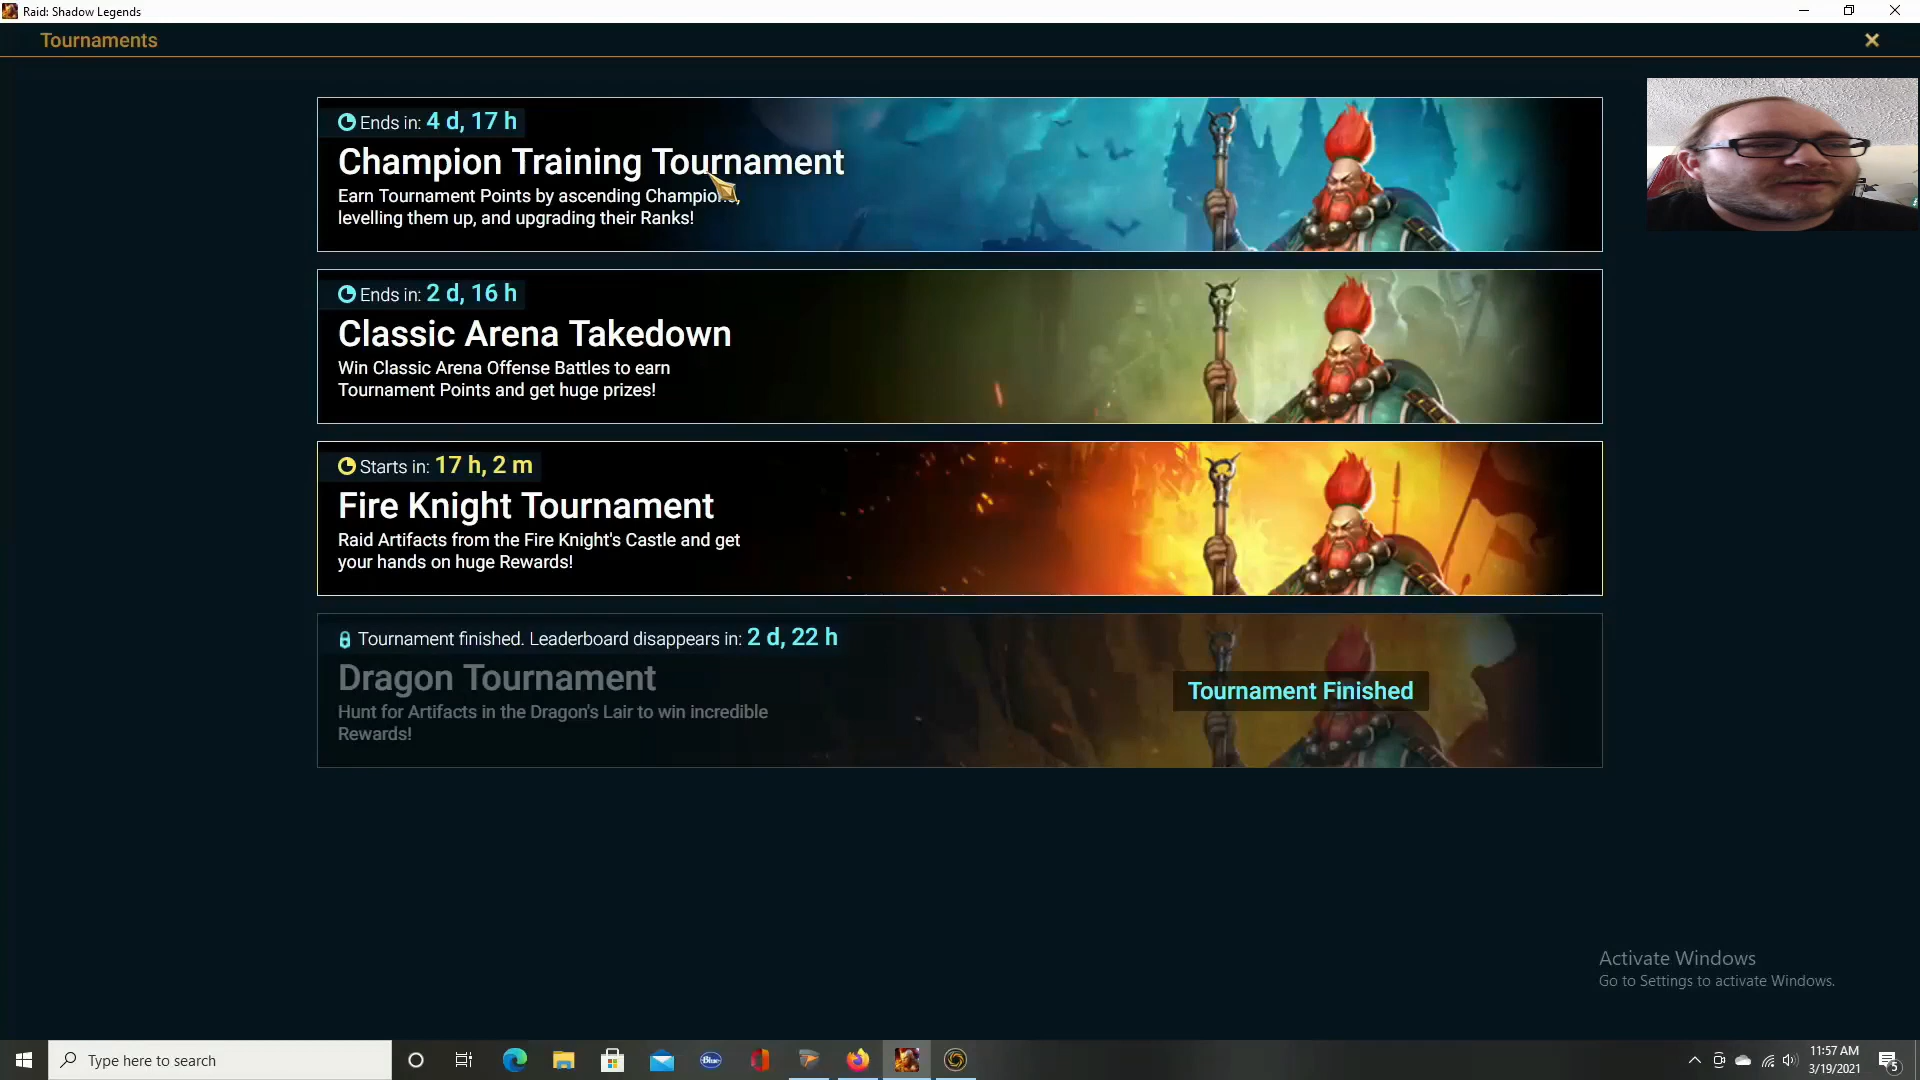 Raid: Shadow Legends
Tournaments
Ends in: 4 d, 17 h
Champion Training Tournament
Earn Tournament Points by ascending Champions,
levelling them up, and upgrading their Ranks!
Ends in: 2 d, 16 h
Classic Arena Takedown
Win Classic Arena Offense Battles to earn
Tournament Points and get huge prizes!
Starts in: 17 h, 2 m
Fire Knight Tournament
Raid Artifacts from the Fire Knight's Castle and get
your hands on huge Rewards!
Tournament finished. Leaderboard disappears in: 2 d, 22 h
Dragon Tournament
Hunt for Artifacts in the Dragon's Lair to win incredible
Rewards!
Tournament Finished
Activate Windows
Go to Settings to activate Windows.
Type here to search
Blue
11:57 AM
3/19/2021
5